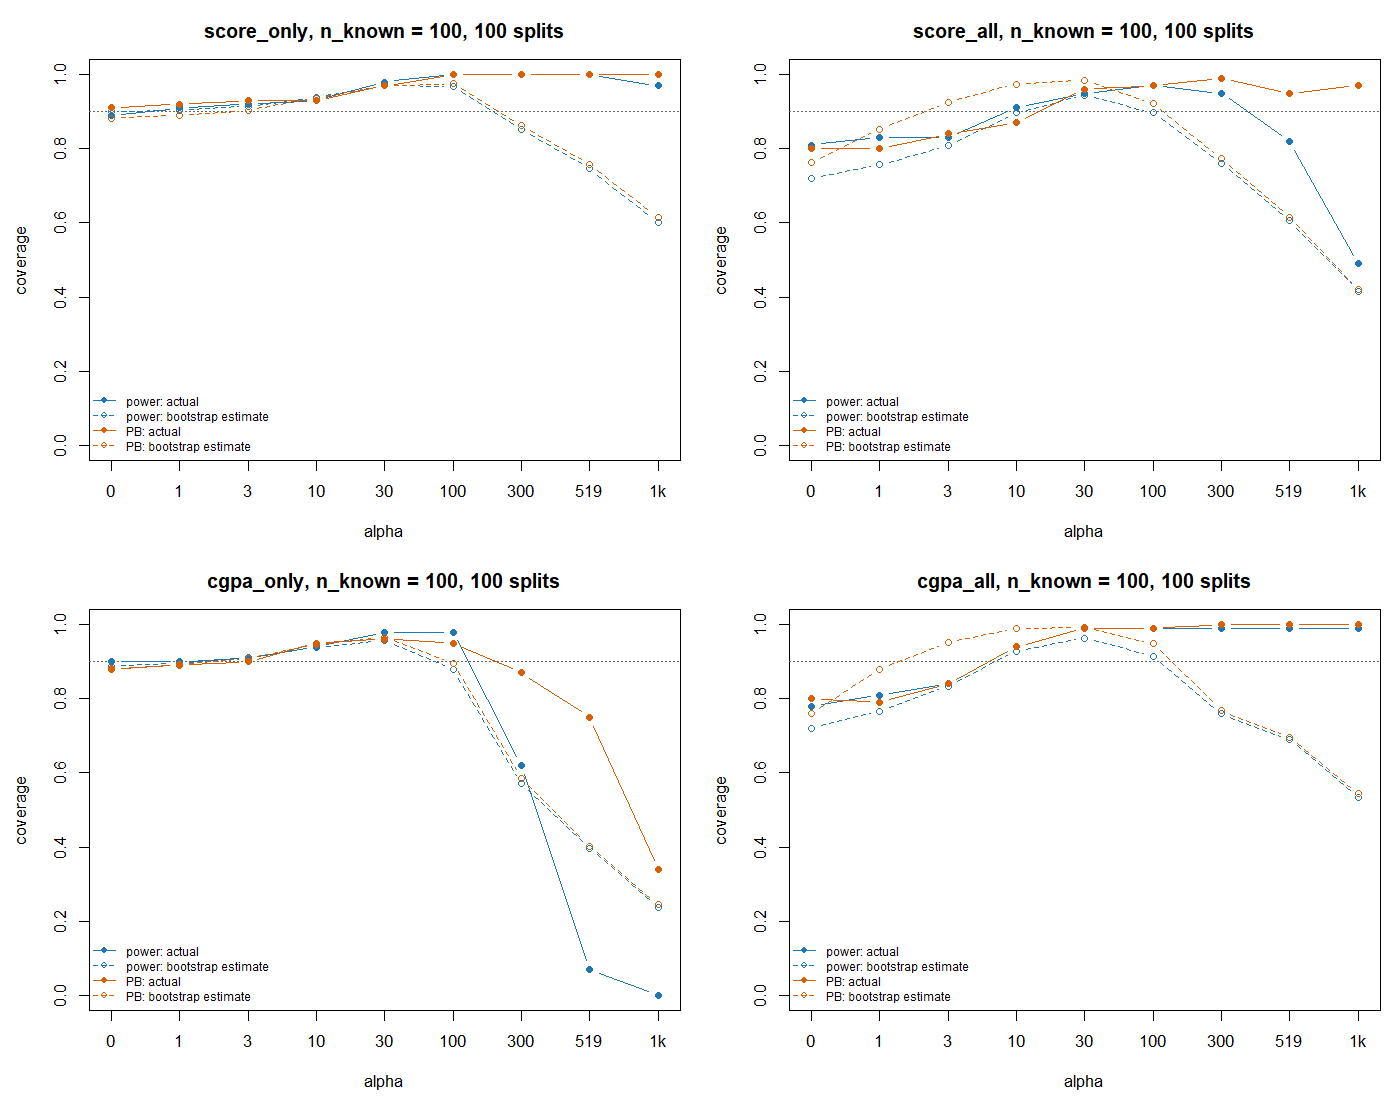 score_only, n_known = 100, 100 splits
coverage
1.0
0.8
0.6
0.4
0.2
0.0
power: actual
power: bootstrap estimate
PB: actual
PB: bootstrap estimate
0 1 3 10 30 100 300 519 1k
alpha
score_all, n_known = 100, 100 splits
coverage
1.0
0.8
0.6
0.4
0.2
0.0
power: actual
power: bootstrap estimate
PB: actual
PB: bootstrap estimate
0 1 3 10 30 100 300 519 1k
alpha
cgpa_only, n_known = 100, 100 splits
coverage
1.0
0.8
0.6
0.4
0.2
0.0
power: actual
power: bootstrap estimate
PB: actual
PB: bootstrap estimate
0 1 3 10 30 100 300 519 1k
alpha
cgpa_all, n_known = 100, 100 splits
coverage
1.0
0.8
0.6
0.4
0.2
0.0
power: actual
power: bootstrap estimate
PB: actual
PB: bootstrap estimate
0 1 3 10 30 100 300 519 1k
alpha